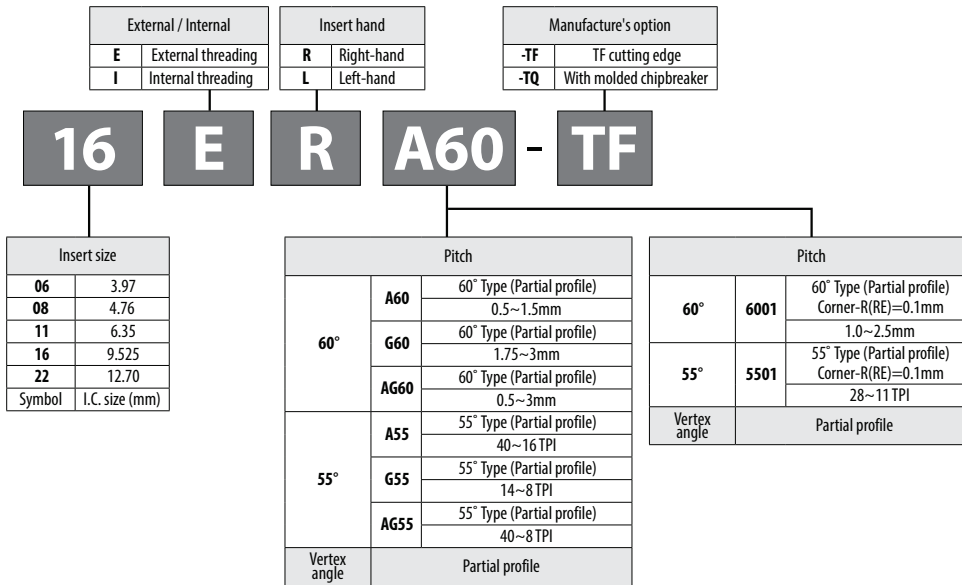 External / Internal
E External threading
I Internal threading
Insert hand
R Right-hand
L Left-hand
Manufacture's option
-TF TF cutting edge
-TQ With molded chipbreaker
16 E R A60 - TF
Insert size
06 3.97
08 4.76
11 6.35
16 9.525
22 12.70
Symbol I.C. size (mm)
Pitch
60° A60 60° Type (Partial profile)
0.5~1.5mm
G60 60° Type (Partial profile)
1.75~3mm
AG60 60° Type (Partial profile)
0.5~3mm
55° A55 55° Type (Partial profile)
40~16 TPI
G55 55° Type (Partial profile)
14~8 TPI
AG55 55° Type (Partial profile)
40~8 TPI
Vertex
angle Partial profile
Pitch
60° 6001 60° Type (Partial profile)
Corner-R(RE)=0.1mm
1.0~2.5mm
55° 5501 55° Type (Partial profile)
Corner-R(RE)=0.1mm
28~11 TPI
Vertex
angle Partial profile